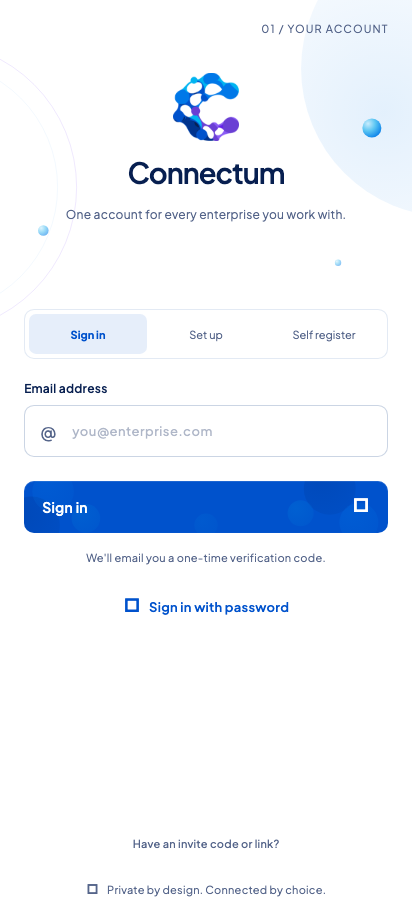 01 / YOUR ACCOUNT
Connectum
One account for every enterprise you work with.
Sign in
Set up
Self register
Email address
@ you@enterprise.com
Sign in
We'll email you a one-time verification code.
Sign in with password
Have an invite code or link?
Private by design. Connected by choice.